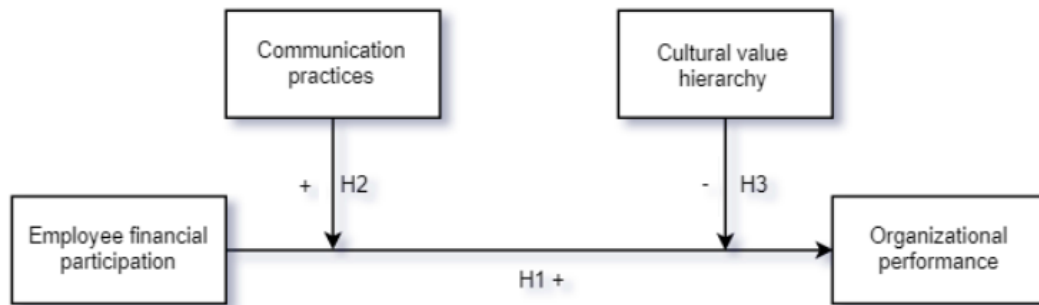 Communication
practices
Cultural value
hierarchy
+ H2
- H3
Employee financial
participation
Organizational
performance
H1 +